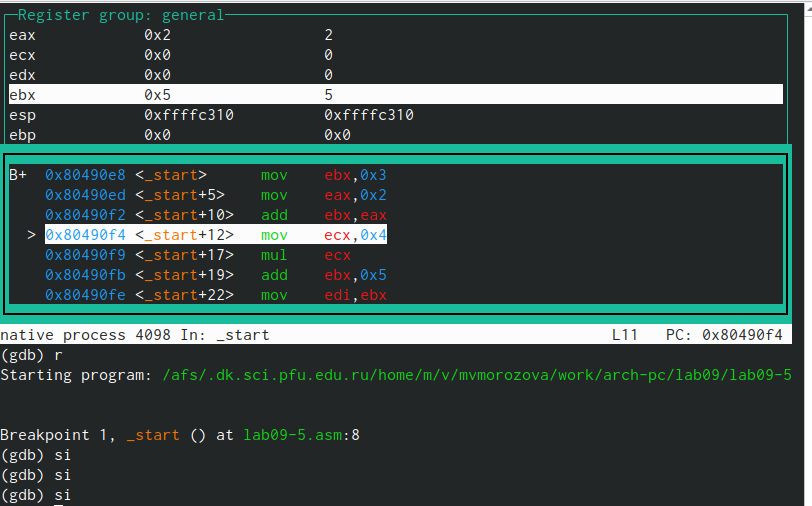 Register group: general
eax 0x2 2
ecx 0x0 0
edx 0x0 0
ebx 0x5 5
esp 0xffffc310 0xffffc310
ebp 0x0 0x0
B+ 0x80490e8 <_start> mov ebx,0x3
0x80490ed <_start+5> mov eax,0x2
0x80490f2 <_start+10> add ebx,eax
> 0x80490f4 <_start+12> mov ecx,0x4
0x80490f9 <_start+17> mul ecx
0x80490fb <_start+19> add ebx,0x5
0x80490fe <_start+22> mov edi,ebx
native process 4098 In: _start L11 PC: 0x80490f4
(gdb) r
Starting program: /afs/.dk.sci.pfu.edu.ru/home/m/v/mvmorozova/work/arch-pc/lab09/lab09-5
Breakpoint 1, _start () at lab09-5.asm:8
(gdb) si
(gdb) si
(gdb) si